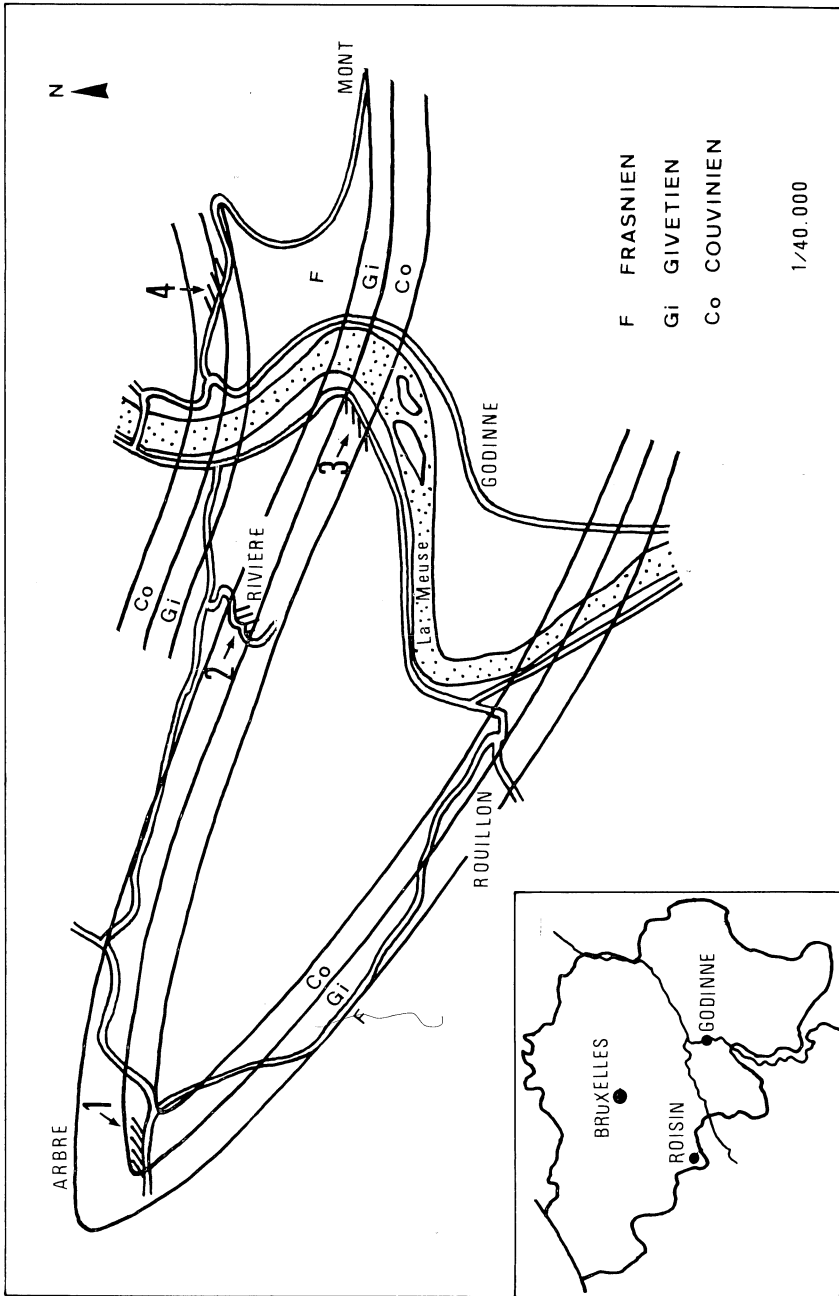 N
MONT
4
F
Gi
Co
Co
Gi
3
RIVIERE
2
GODINNE
La Meuse
ARBRE
1
Co
Gi
F
ROUILLON
F FRASNIEN
Gi GIVETIEN
Co COUVINIEN
1/40.000
BRUXELLES
ROISIN
GODINNE